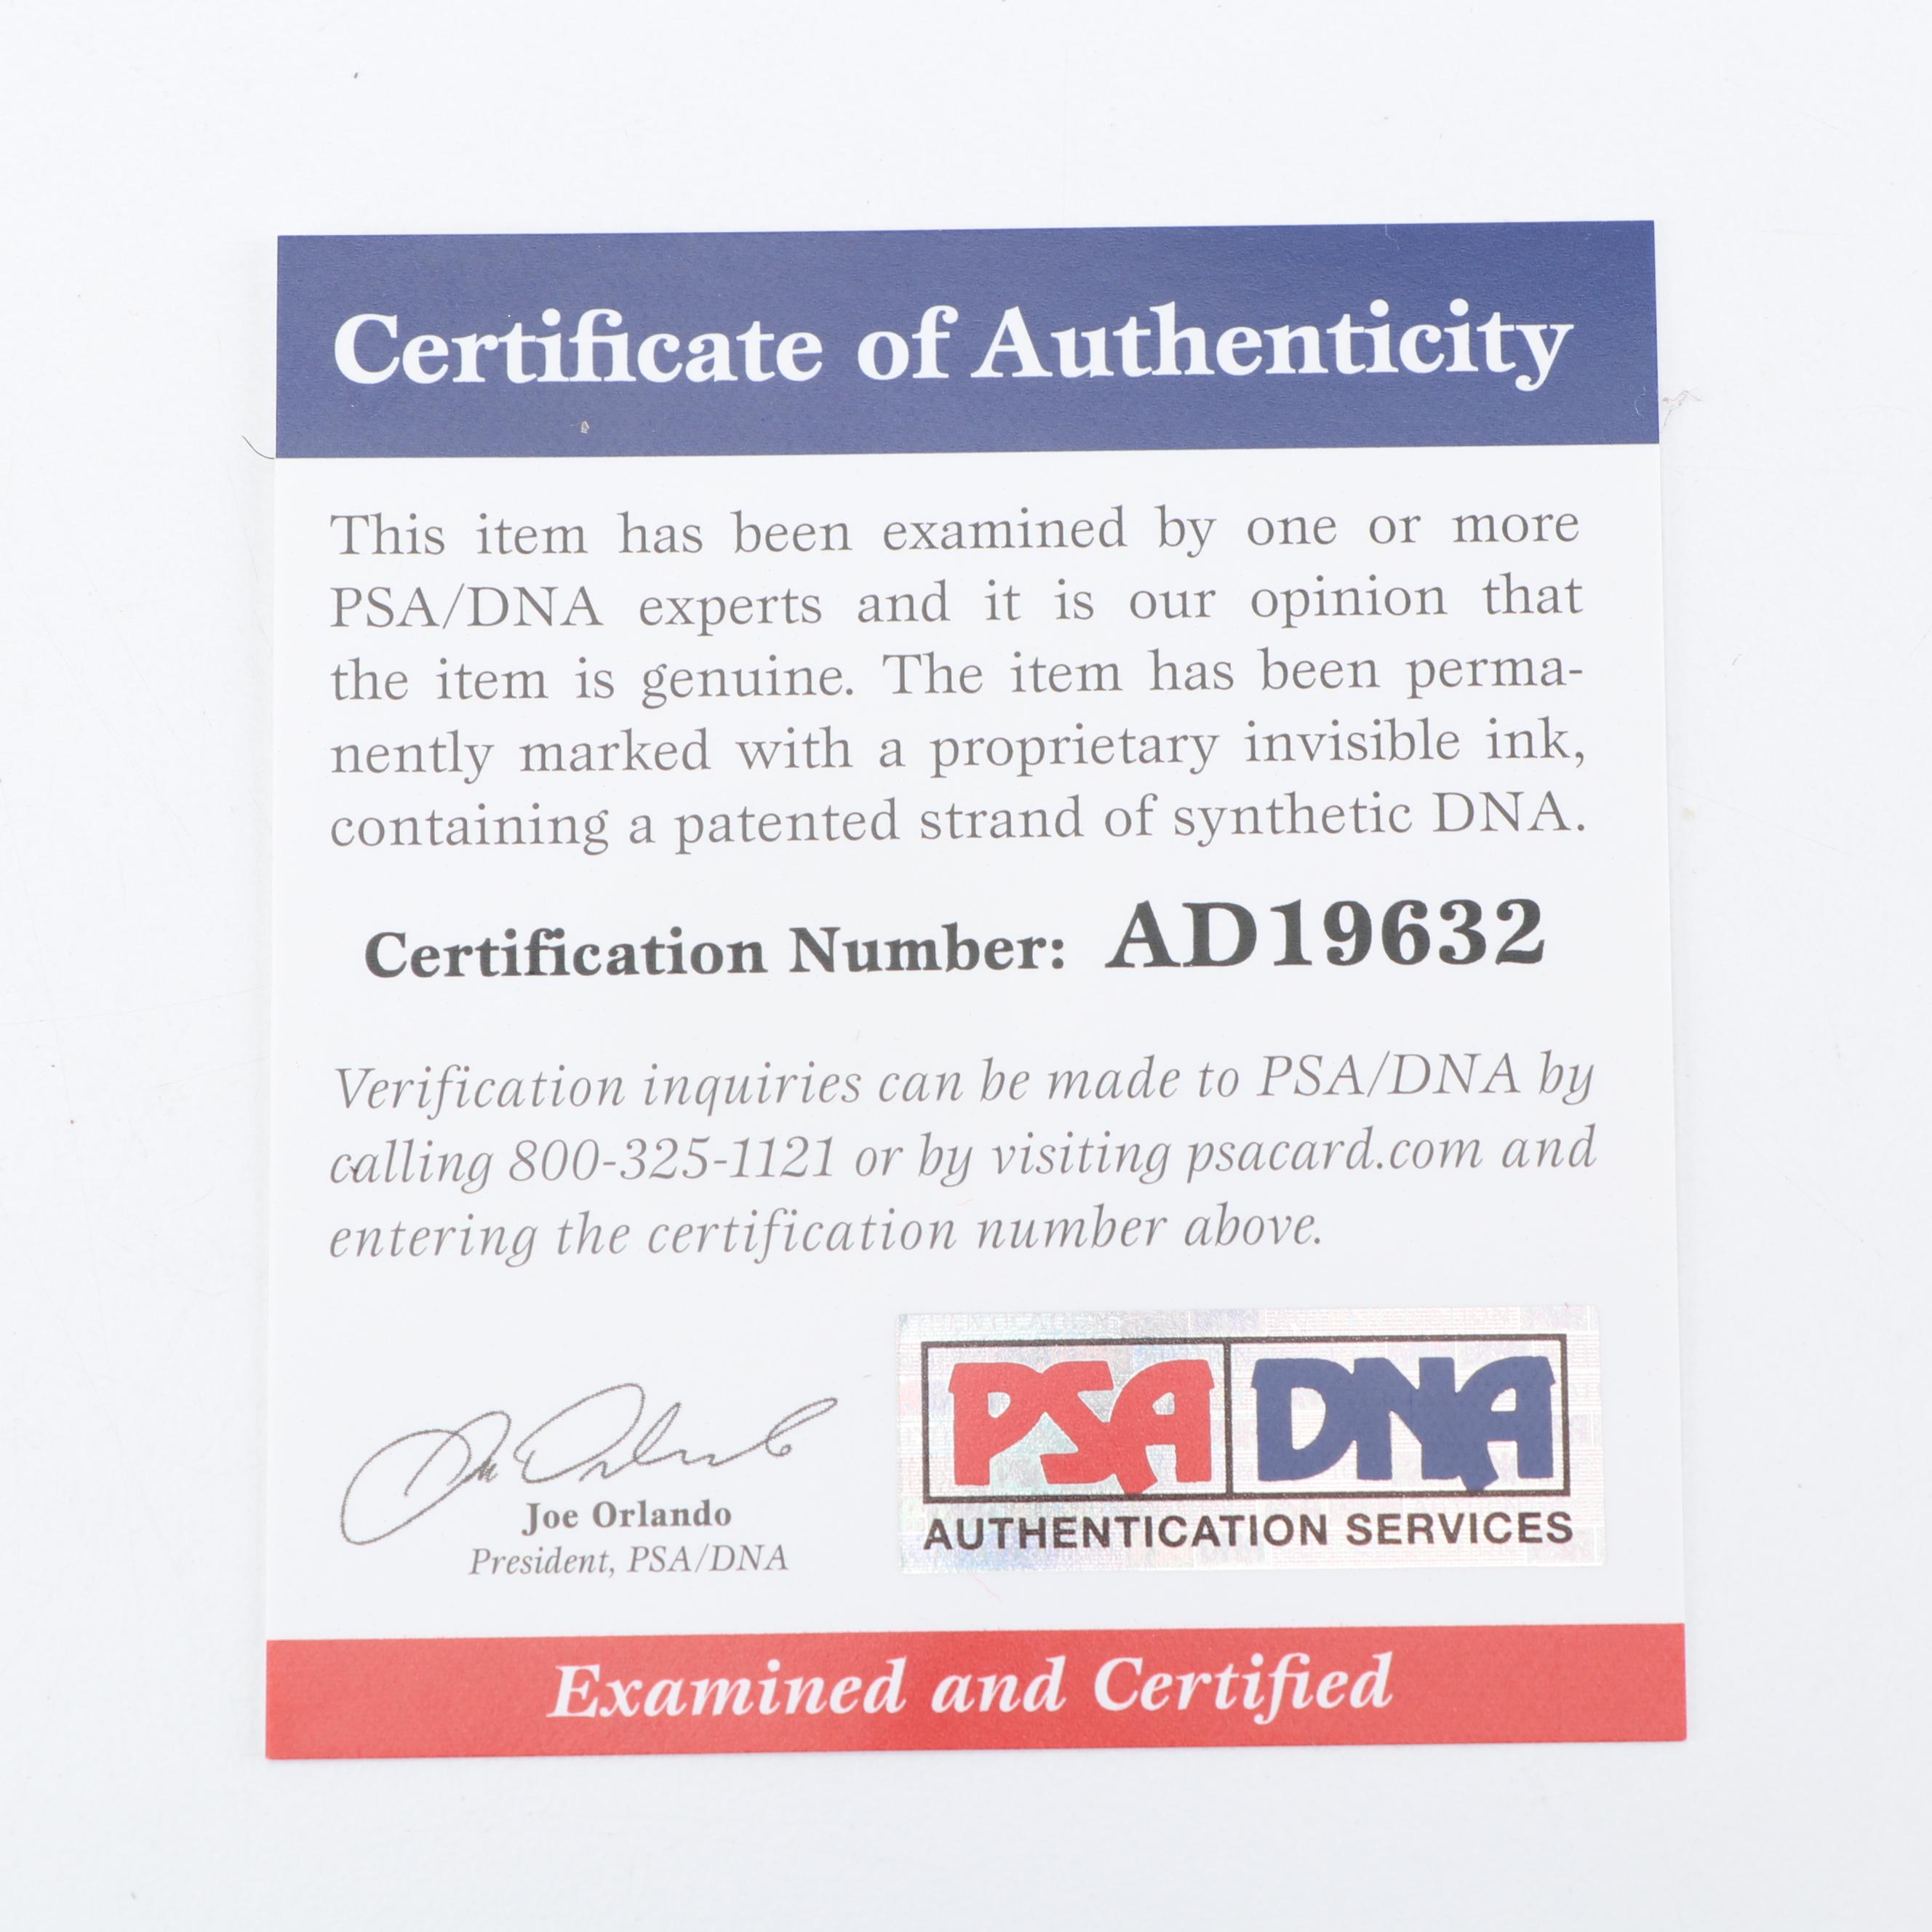 Certificate of Authenticity
This item has been examined by one or more
PSA/DNA experts and it is our opinion that
the item is genuine. The item has been perma-
nently marked with a proprietary invisible ink,
containing a patented strand of synthetic DNA.
Certification Number: AD19632
Verification inquiries can be made to PSA/DNA by
calling 800-325-1121 or by visiting psacard.com and
entering the certification number above.
Joe Orlando
President, PSA/DNA
PSA DNA
AUTHENTICATION SERVICES
Examined and Certified